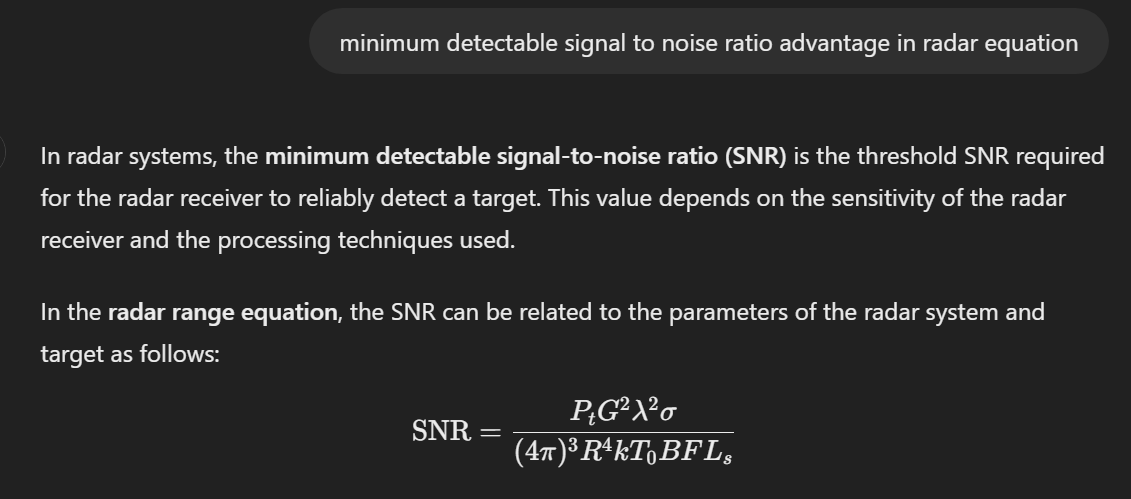 minimum detectable signal to noise ratio advantage in radar equation
In radar systems, the minimum detectable signal-to-noise ratio (SNR) is the threshold SNR required
for the radar receiver to reliably detect a target. This value depends on the sensitivity of the radar
receiver and the processing techniques used.
In the radar range equation, the SNR can be related to the parameters of the radar system and
target as follows:
SNR = \frac{P_t G^2 λ^2 σ}{(4π)^3 R^4 k T_0 B F L_s}